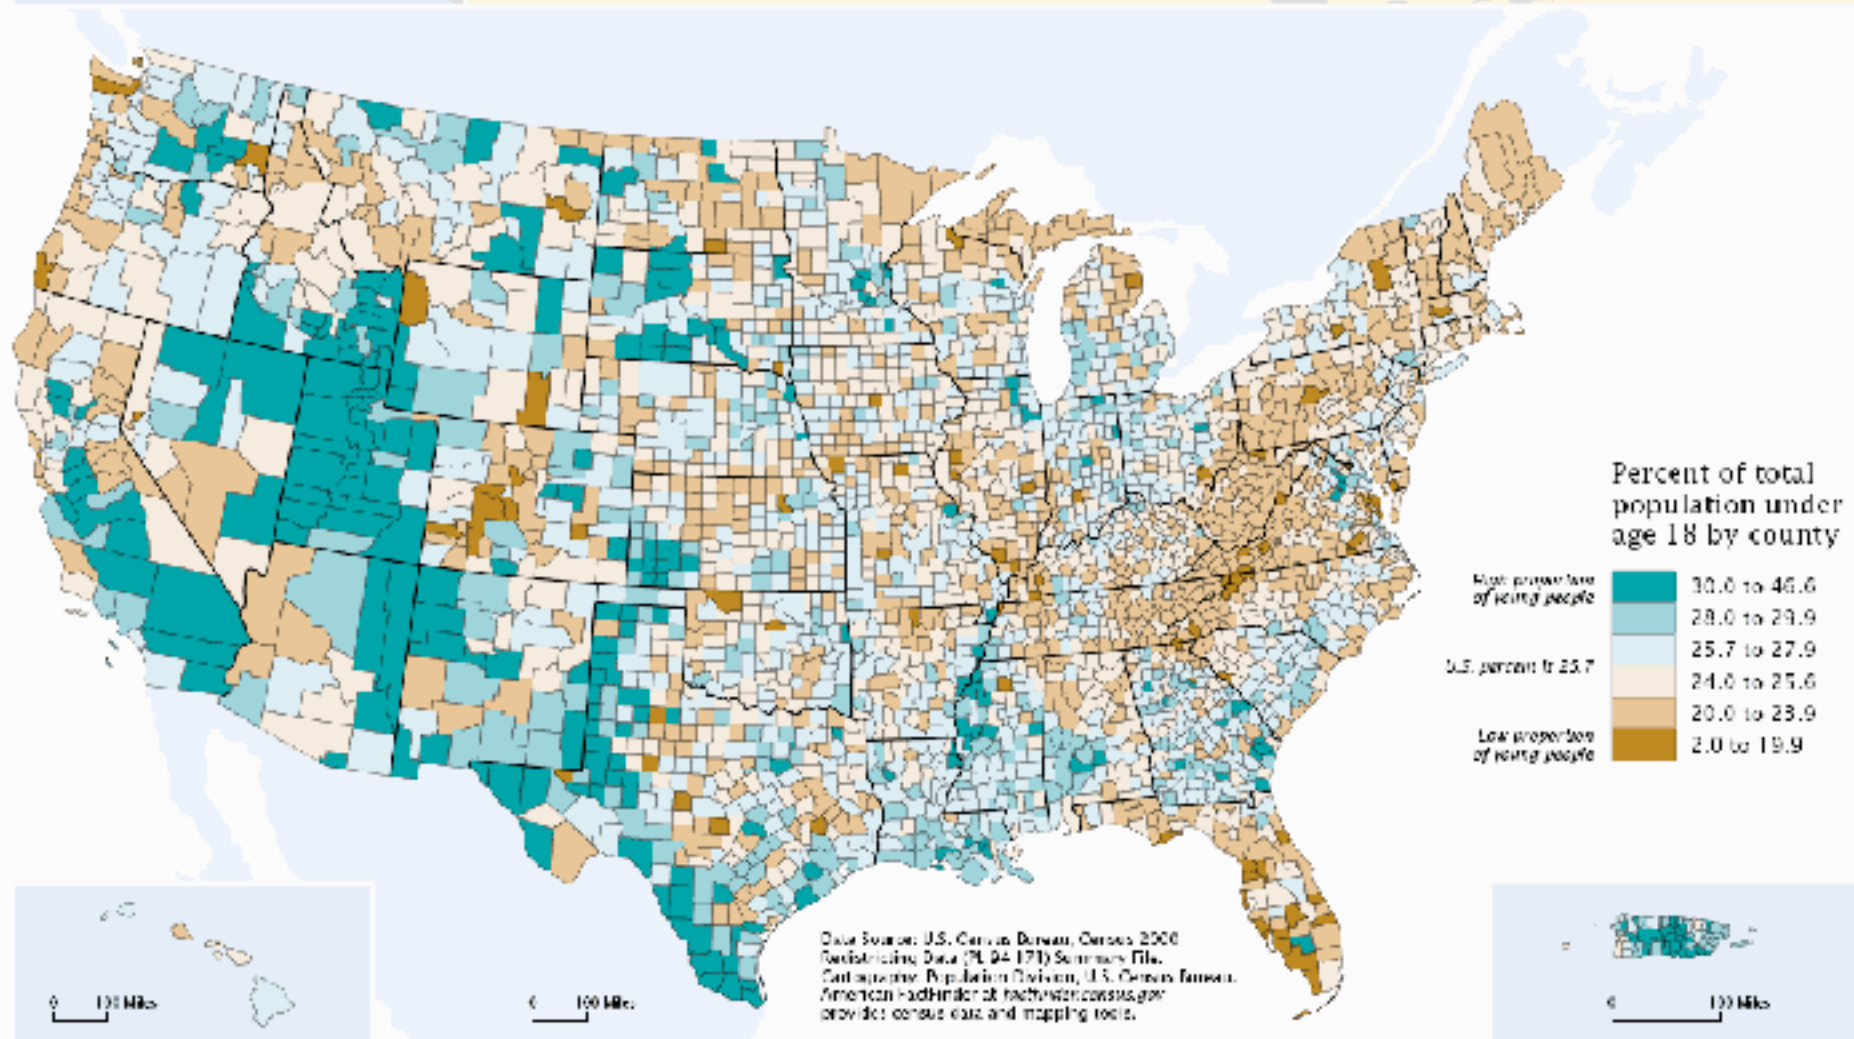 Percent of total
population under
age 18 by county
High proportion
of young people
30.0 to 46.6
28.0 to 29.9
25.7 to 27.9
U.S. percent is 25.7
24.0 to 25.6
20.0 to 23.9
Low proportion
of young people
2.0 to 19.9
Data Source: U.S. Census Bureau, Census 2000
Redistricting Data (PL 94-171) Summary File.
Cartography: Population Division, U.S. Census Bureau.
American FactFinder at factfinder.census.gov
provides census data and mapping tools.
0 100 Miles
0 100 Miles
0 100 Miles